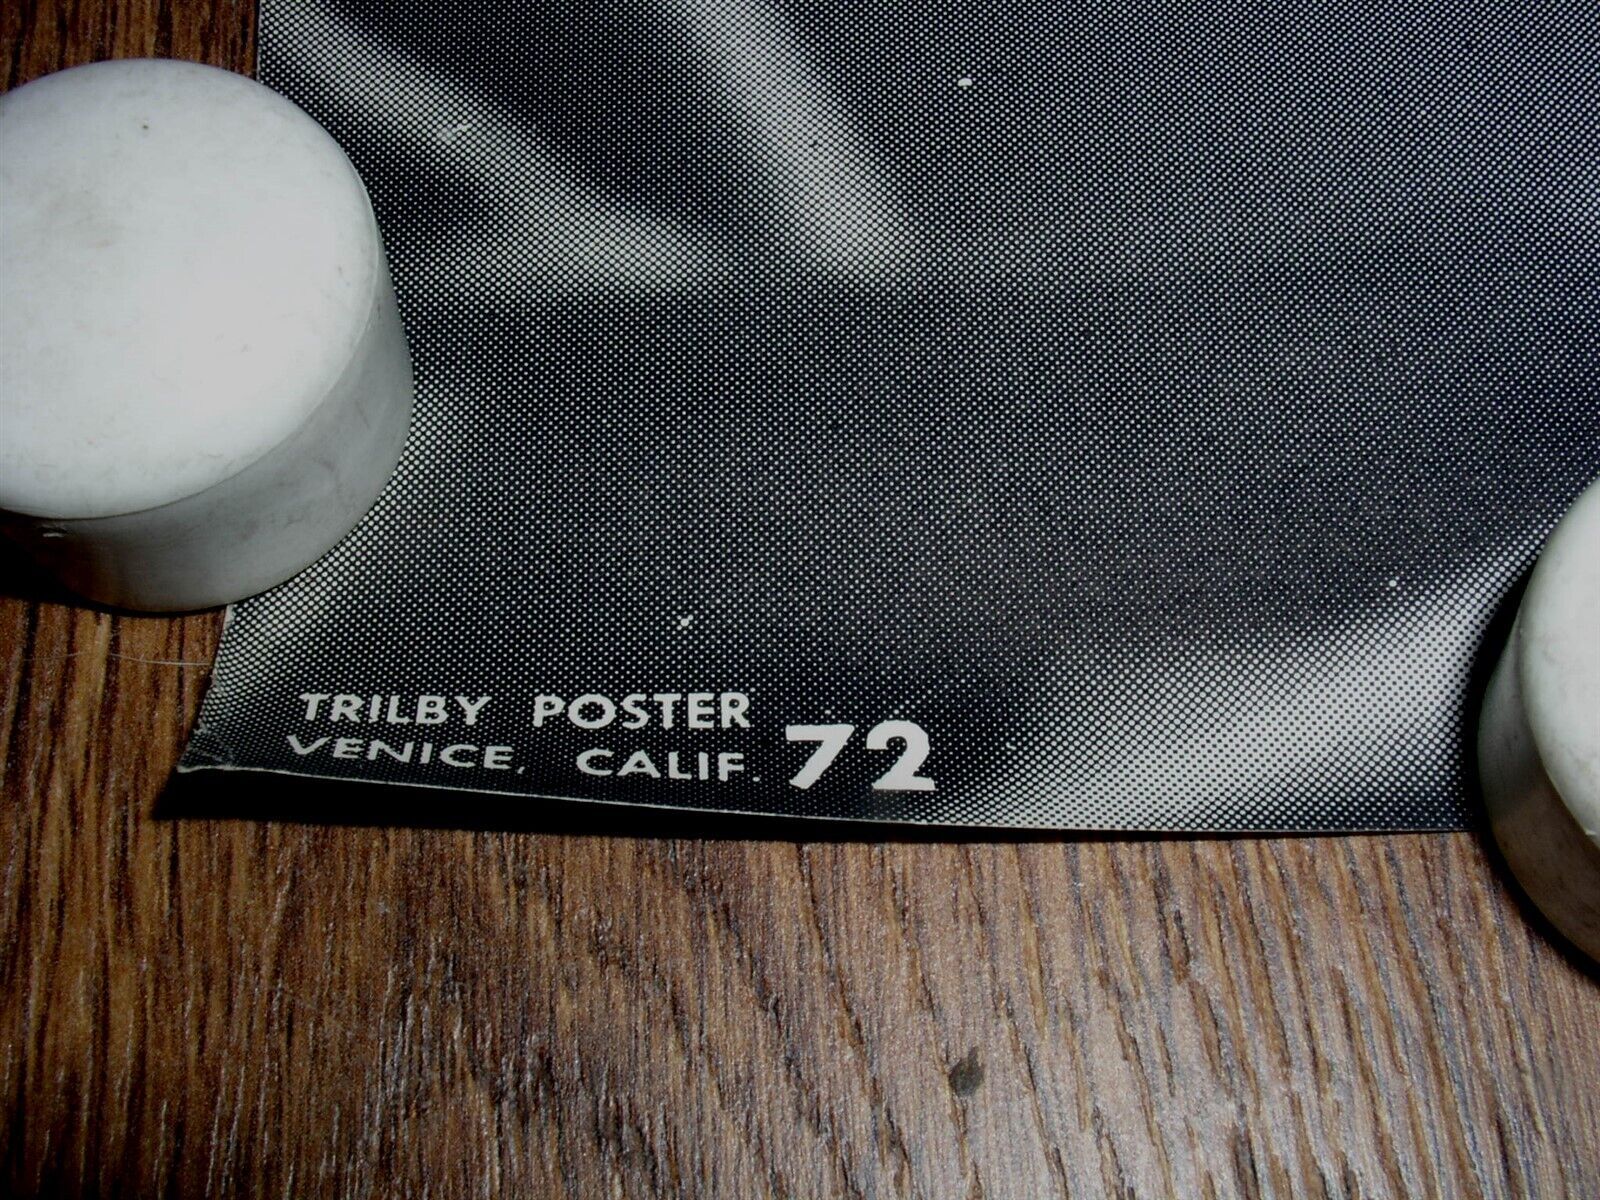 TRILBY POSTER
VENICE, CALIF. 72